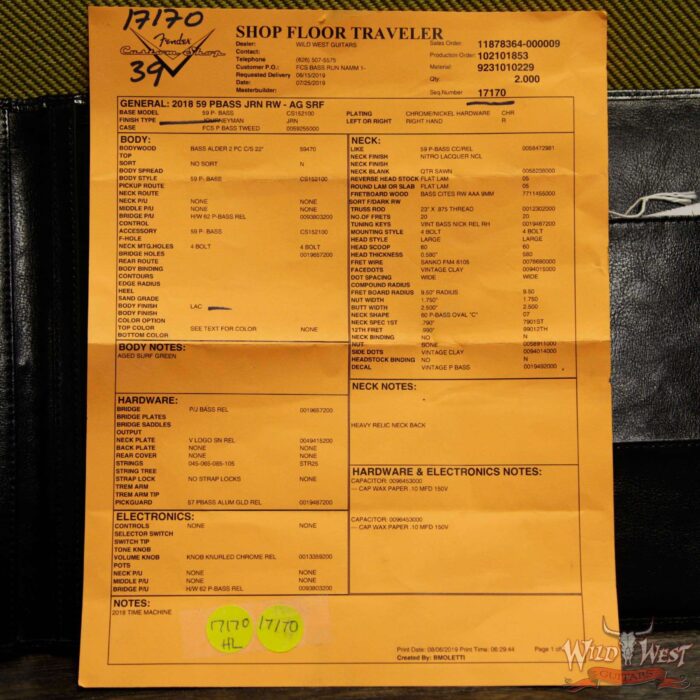 17170
Fender
Custom Shop
39
SHOP FLOOR TRAVELER
Dealer: WILD WEST GUITARS
Contact:
Telephone (626) 507-5575
Customer P.O.: FCS BASS RUN NAMM 1-
Requested Delivery 06/15/2019
Date: 07/25/2019
Masterbuilder:
Sales Order: 11878364-000009
Production Order: 102101853
Material: 9231010229
Qty: 2.000
Seq Number 17170
GENERAL: 2018 59 PBASS JRN RW - AG SRF
BASE MODEL 59 P- BASS CS152100 PLATING CHROME/NICKEL HARDWARE CHR
FINISH TYPE JOURNEYMAN JRN LEFT OR RIGHT RIGHT HAND R
CASE FCS P BASS TWEED 0059255000
BODY:
BODYWOOD BASS ALDER 2 PC C/S 22" 59470
TOP
SORT NO SORT N
BODY SPREAD
BODY STYLE 59 P- BASS CS152100
PICKUP ROUTE
NECK ROUTE
NECK P/U NONE NONE
MIDDLE P/U NONE NONE
BRIDGE P/U H/W 62 P-BASS REL 0093803200
CONTROL
ACCESSORY 59 P- BASS CS152100
F-HOLE
NECK MTG.HOLES 4 BOLT 4 BOLT
BRIDGE HOLES 0019657200
REAR ROUTE
BODY BINDING
CONTOURS
EDGE RADIUS
HEEL
SAND GRADE
BODY FINISH LAC
BODY FINISH
COLOR OPTION
TOP COLOR SEE TEXT FOR COLOR NONE
BOTTOM COLOR
BODY NOTES:
AGED SURF GREEN
HARDWARE:
BRIDGE P/J BASS REL 0019657200
BRIDGE PLATES
BRIDGE SADDLES
OUTPUT
NECK PLATE V LOGO SN REL 0049415200
BACK PLATE NONE NONE
REAR COVER NONE NONE
STRINGS 045-065-085-105 STR25
STRING TREE
STRAP LOCK NO STRAP LOCKS NONE
TREM ARM
TREM ARM TIP
PICKGUARD 57 PBASS ALUM GLD REL 0019487200
ELECTRONICS:
CONTROLS NONE NONE
SELECTOR SWITCH
SWITCH TIP
TONE KNOB
VOLUME KNOB KNOB KNURLED CHROME REL 0013359200
POTS
NECK P/U NONE NONE
MIDDLE P/U NONE NONE
BRIDGE P/U H/W 62 P-BASS REL 0093803200
NECK:
LIKE 59 P-BASS CC/REL 0058472981
NECK FINISH NITRO LACQUER NCL
NECK FINISH
NECK BLANK QTR SAWN 0058238000
REVERSE HEAD STOCK FLAT LAM 05
ROUND LAM OR SLAB FLAT LAM 05
FRETBOARD WOOD BASS CITES RW AAA 9MM 7711455000
SORT F/DARK RW
TRUSS ROD 23" X .875 THREAD 0012302000
NO.OF FRETS 20 20
TUNING KEYS VINT BASS NICK REL RH 0019487200
MOUNTING STYLE 4 BOLT 4 BOLT
HEAD STYLE LARGE LARGE
HEAD SCOOP 60 60
HEAD THICKNESS 0.580" 580
FRET WIRE SANKO FAM 6105 0078690000
FACEDOTS VINTAGE CLAY 0094015000
DOT SPACING WIDE WIDE
COMPOUND RADIUS
FRET BOARD RADIUS 9.50" RADIUS 9.50
NUT WIDTH 1.750" 1.750
BUTT WIDTH 2.500" 2.500
NECK SHAPE 60 P-BASS OVAL "C" 07
NECK SPEC 1ST .790" 7901ST
12TH FRET .990" 99012TH
NECK BINDING NO N
NUT BONE 0058911000
SIDE DOTS VINTAGE CLAY 0094014000
HEADSTOCK BINDING NO N
DECAL VINTAGE P BASS 0019492000
NECK NOTES:
HEAVY RELIC NECK BACK
HARDWARE & ELECTRONICS NOTES:
CAPACITOR: 0096453000
--- CAP WAX PAPER .10 MFD 150V
CAPACITOR: 0096453000
--- CAP WAX PAPER .10 MFD 150V
NOTES:
2018 TIME MACHINE
17170
HL
17170
Print Date: 08/06/2019 Print Time: 06:29:44 Page 1 of
Created By: BMOLETTI
WILD WEST
GUITARS